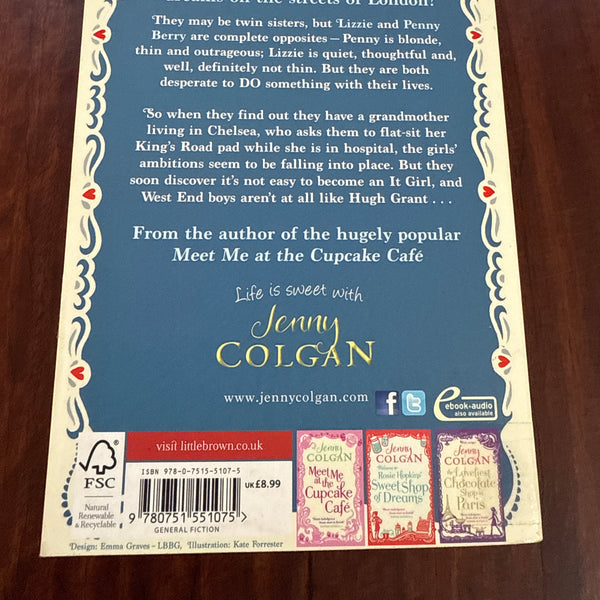 dreams on the streets of London?
They may be twin sisters, but Lizzie and Penny
Berry are complete opposites – Penny is blonde,
thin and outrageous; Lizzie is quiet, thoughtful and,
well, definitely not thin. But they are both
desperate to DO something with their lives.
So when they find out they have a grandmother
living in Chelsea, who asks them to flat-sit her
King's Road pad while she is in hospital, the girls'
ambitions seem to be falling into place. But they
soon discover it's not easy to become an It Girl, and
West End boys aren't at all like Hugh Grant . . .
From the author of the hugely popular
Meet Me at the Cupcake Café
Life is sweet with
Jenny
COLGAN
www.jennycolgan.com
f
t
ebook-audio
also available
visit littlebrown.co.uk
FSC
Natural
Renewable
& Recyclable
ISBN 978-0-7515-5107-5
UK £8.99
9 780751 551075 >
GENERAL FICTION
Jenny
COLGAN
Meet Me
at the
Cupcake
Café
Jenny
COLGAN
Welcome to
Rosie Hopkins'
Sweet Shop
of Dreams
Jenny
COLGAN
The Loveliest
Chocolate
Shop in
Paris
Design: Emma Graves – LBBG, Illustration: Kate Forrester